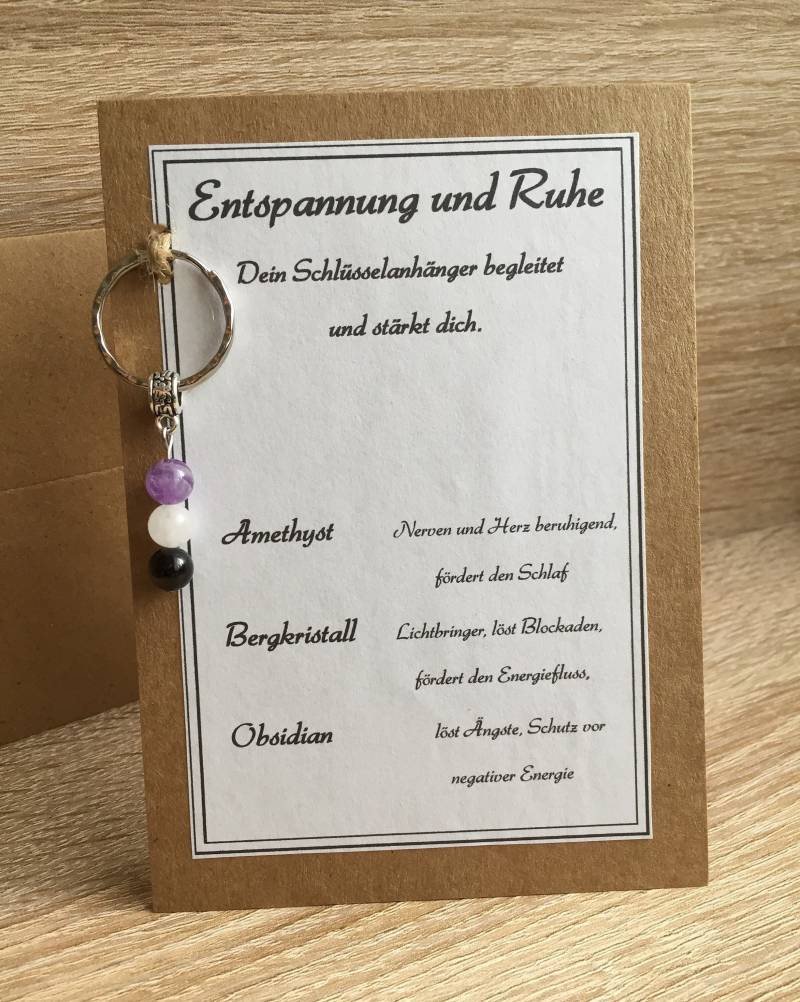 Entspannung und Ruhe
Dein Schlüsselanhänger begleitet
und stärkt dich.
Amethyst Nerven und Herz beruhigend,
fördert den Schlaf
Bergkristall Lichtbringer, löst Blockaden,
fördert den Energiefluss,
Obsidian löst Ängste, Schutz vor
negativer Energie